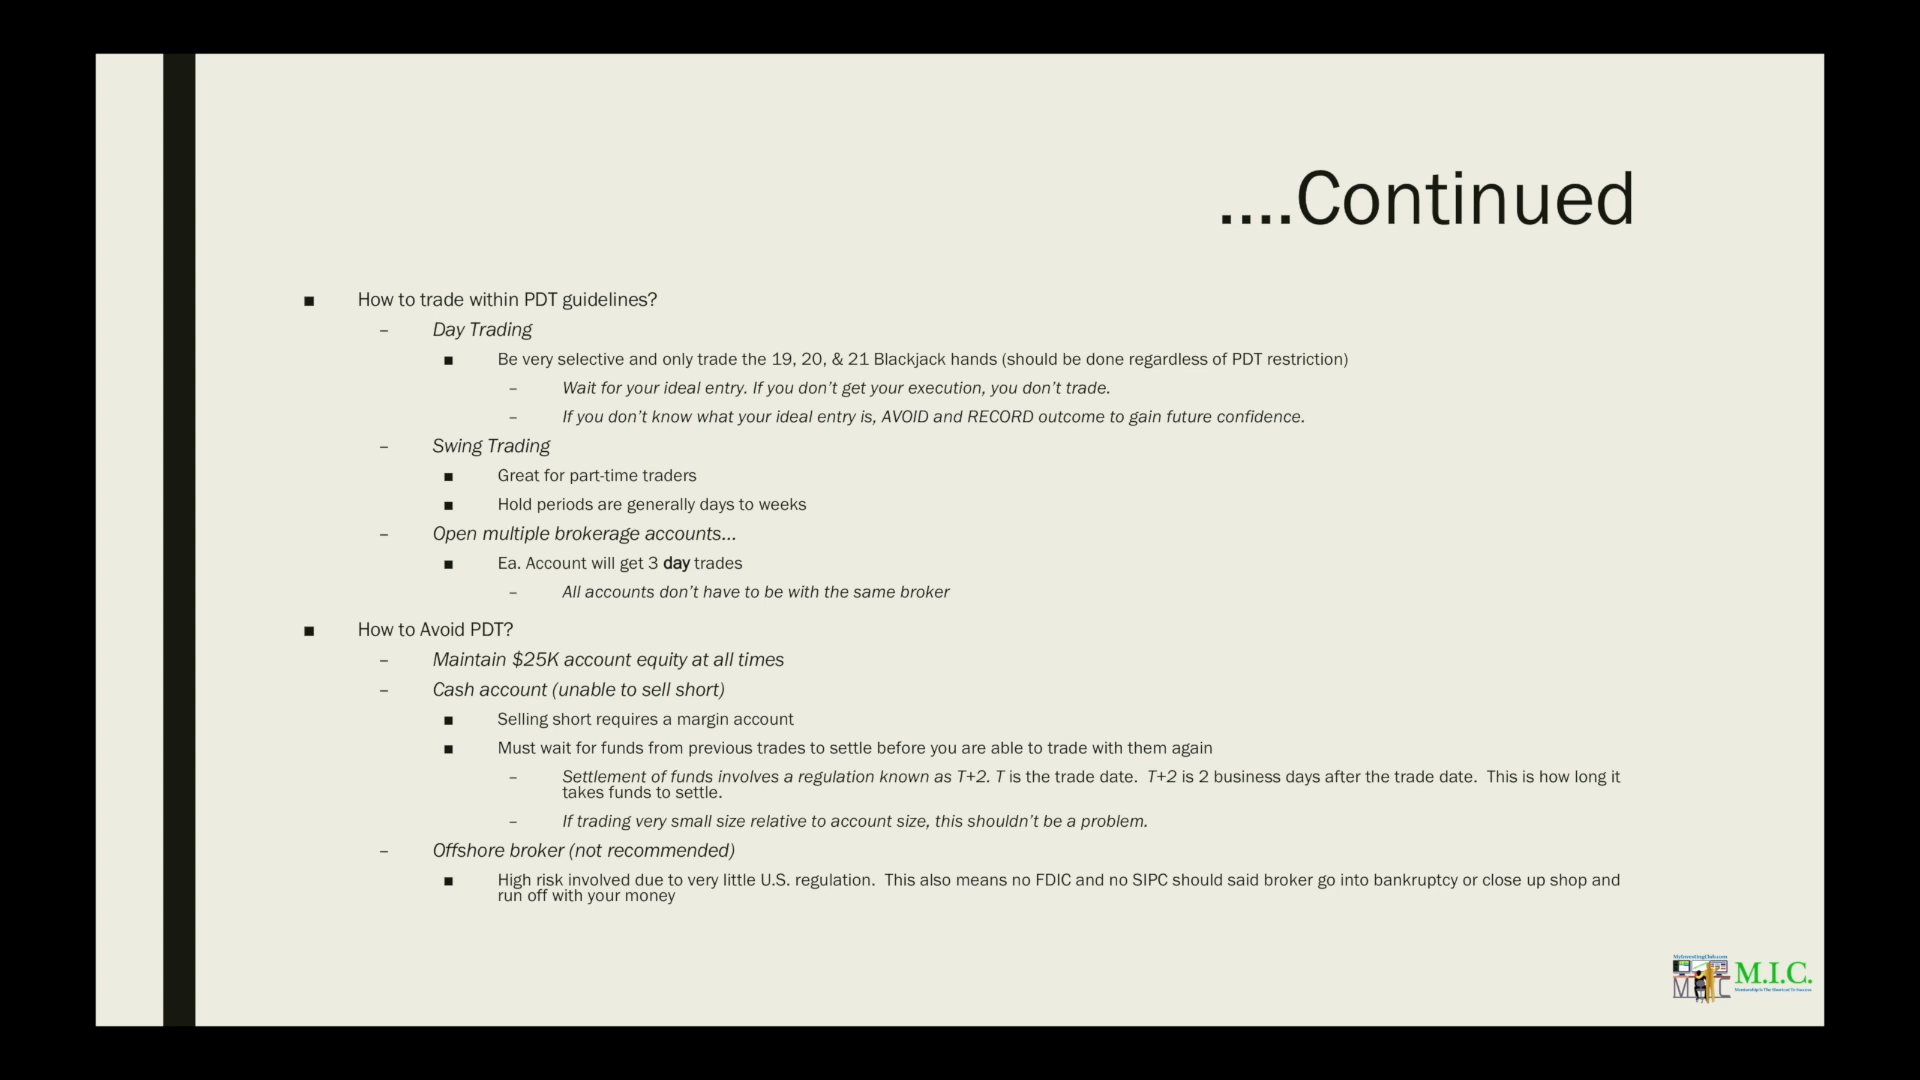 ....Continued
■ How to trade within PDT guidelines?
– Day Trading
■ Be very selective and only trade the 19, 20, & 21 Blackjack hands (should be done regardless of PDT restriction)
– Wait for your ideal entry. If you don't get your execution, you don't trade.
– If you don't know what your ideal entry is, AVOID and RECORD outcome to gain future confidence.
– Swing Trading
■ Great for part-time traders
■ Hold periods are generally days to weeks
– Open multiple brokerage accounts...
■ Ea. Account will get 3 day trades
– All accounts don't have to be with the same broker
■ How to Avoid PDT?
– Maintain $25K account equity at all times
– Cash account (unable to sell short)
■ Selling short requires a margin account
■ Must wait for funds from previous trades to settle before you are able to trade with them again
– Settlement of funds involves a regulation known as T+2. T is the trade date. T+2 is 2 business days after the trade date. This is how long it
takes funds to settle.
– If trading very small size relative to account size, this shouldn't be a problem.
– Offshore broker (not recommended)
■ High risk involved due to very little U.S. regulation. This also means no FDIC and no SIPC should said broker go into bankruptcy or close up shop and
run off with your money
MyInvestingClub.com
MIC
M.I.C.
Mentorship Is The Shortcut To Success